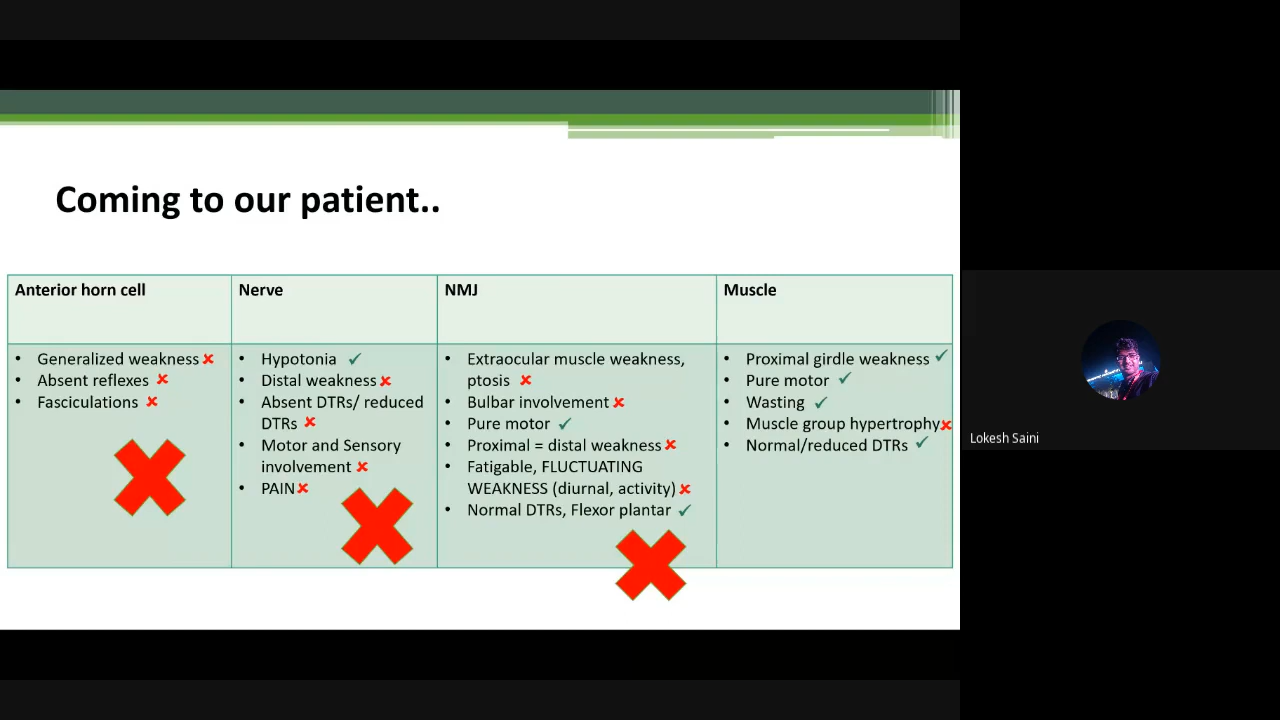 Coming to our patient..
Anterior horn cell
Generalized weakness
Absent reflexes
Fasciculations
Nerve
Hypotonia
Distal weakness
Absent DTRs/ reduced
DTRs
Motor and Sensory
involvement
PAIN
NMJ
Extraocular muscle weakness,
ptosis
Bulbar involvement
Pure motor
Proximal = distal weakness
Fatigable, FLUCTUATING
WEAKNESS (diurnal, activity)
Normal DTRs, Flexor plantar
Muscle
Proximal girdle weakness
Pure motor
Wasting
Muscle group hypertrophy
Normal/reduced DTRs
Lokesh Saini